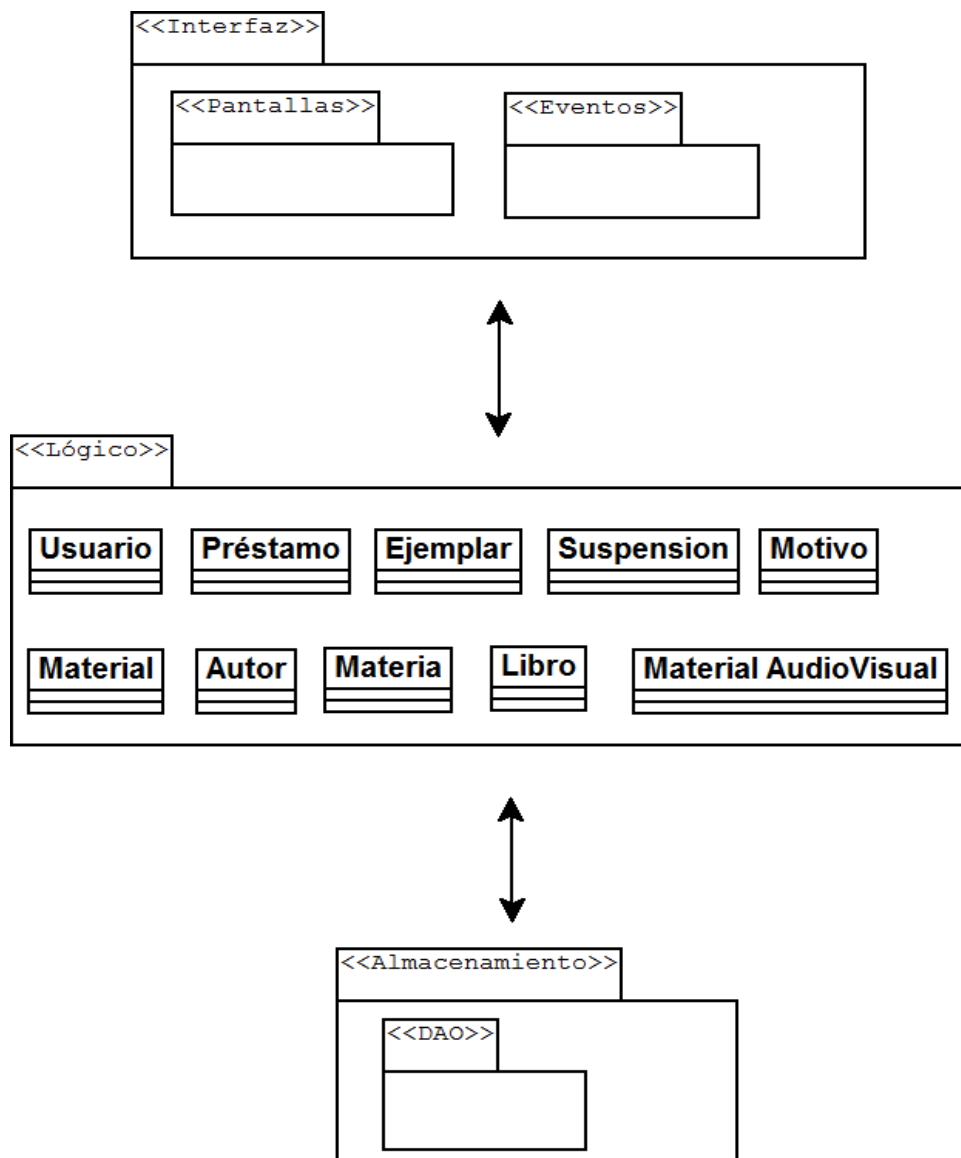 <<Interfaz>>
<<Pantallas>>
<<Eventos>>
<<Lógico>>
Usuario
Préstamo
Ejemplar
Suspension
Motivo
Material
Autor
Materia
Libro
Material AudioVisual
<<Almacenamiento>>
<<DAO>>